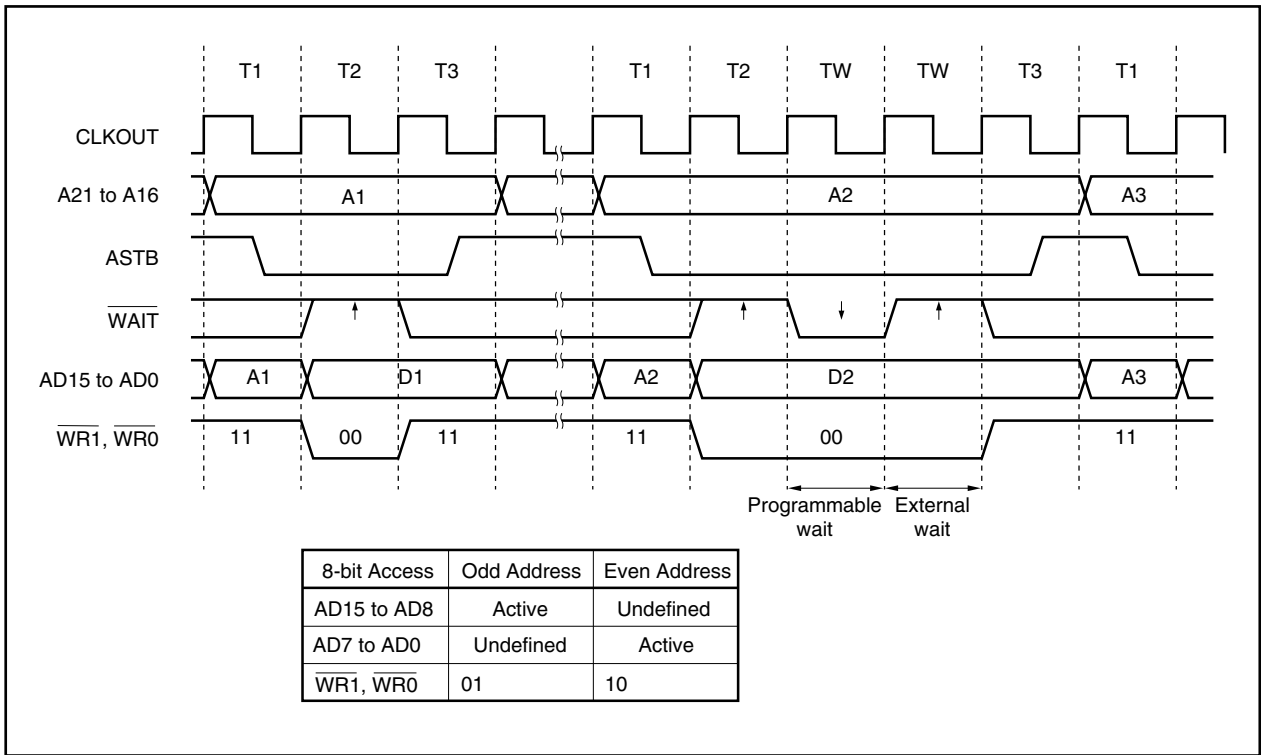 T1 T2 T3 T1 T2 TW TW T3 T1
CLKOUT
A21 to A16 A1 A2 A3
ASTB
WAIT
AD15 to AD0 A1 D1 A2 D2 A3
WR1, WR0 11 00 11 11 00 11
Programmable wait External wait
8-bit Access Odd Address Even Address
AD15 to AD8 Active Undefined
AD7 to AD0 Undefined Active
WR1, WR0 01 10